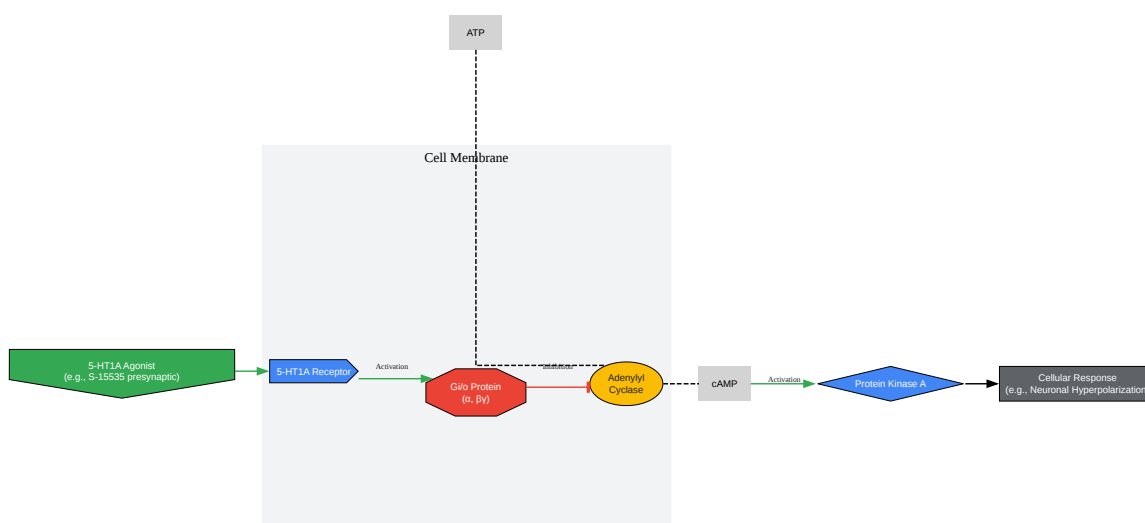 ATP
Cell Membrane
5-HT1A Agonist
(e.g., S-15535 presynaptic)
5-HT1A Receptor
Activation
Gi/o Protein
(α, βγ)
Inhibition
Adenylyl
Cyclase
cAMP
Activation
Protein Kinase A
Cellular Response
(e.g., Neuronal Hyperpolarization